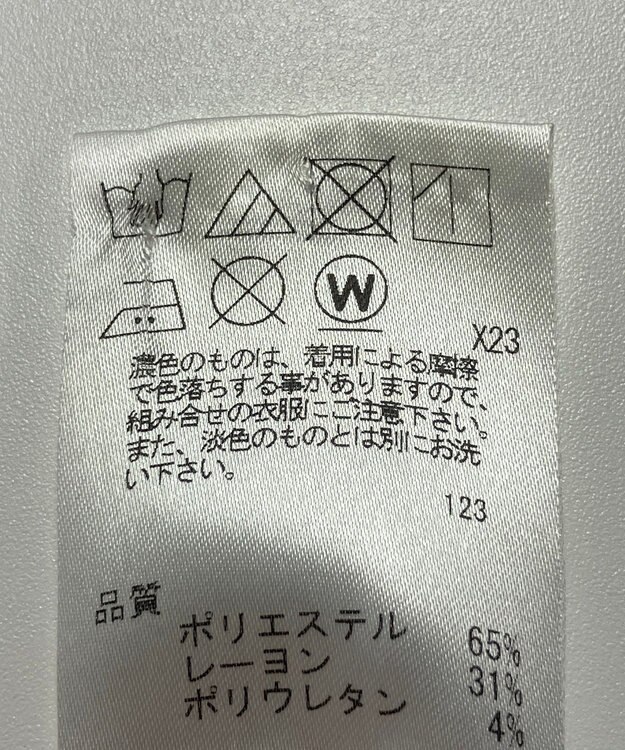 W
X23
濃色のものは、着用による摩擦
で色落ちする事がありますので、
組み合せの衣服にご注意下さい。
また、淡色のものとは別にお洗
い下さい。
123
品質
ポリエステル 65%
レーヨン 31%
ポリウレタン 4%